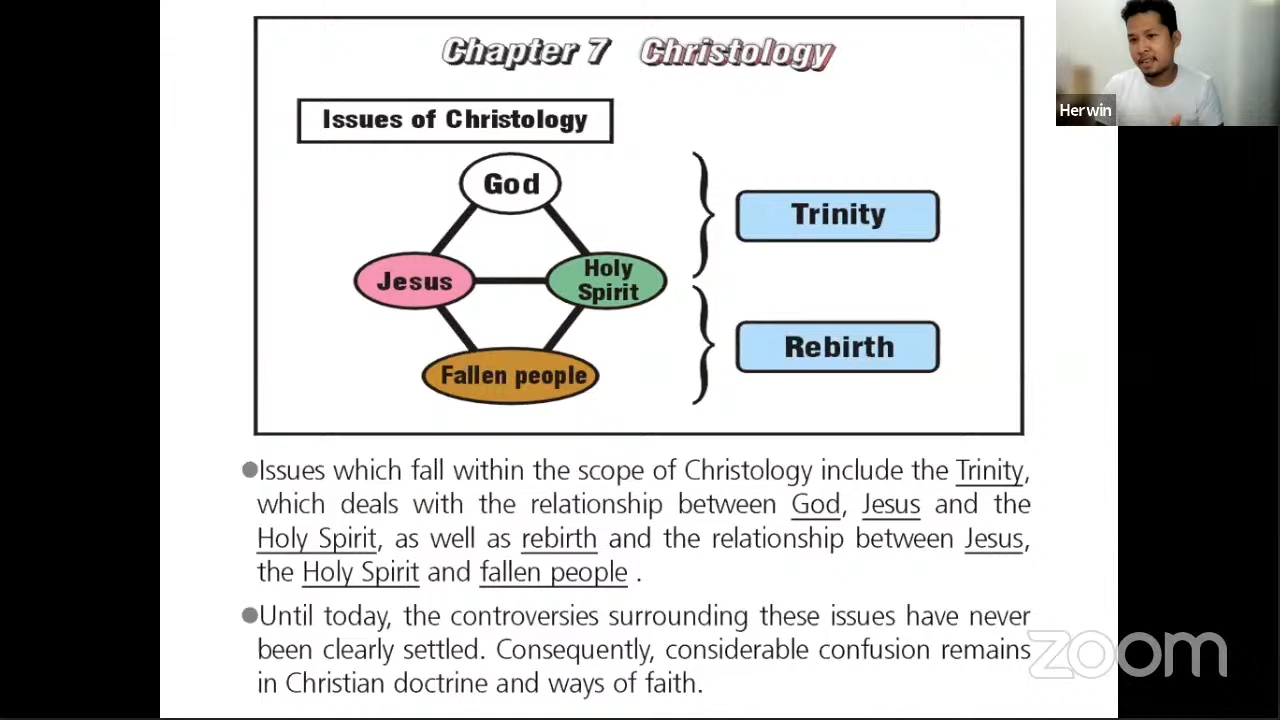 Chapter 7 Christology
Herwin
Issues of Christology
God
Trinity
Jesus
Holy
Spirit
Rebirth
Fallen people
Issues which fall within the scope of Christology include the Trinity,
which deals with the relationship between God, Jesus and the
Holy Spirit, as well as rebirth and the relationship between Jesus,
the Holy Spirit and fallen people .
Until today, the controversies surrounding these issues have never
been clearly settled. Consequently, considerable confusion remains
in Christian doctrine and ways of faith.
zoom